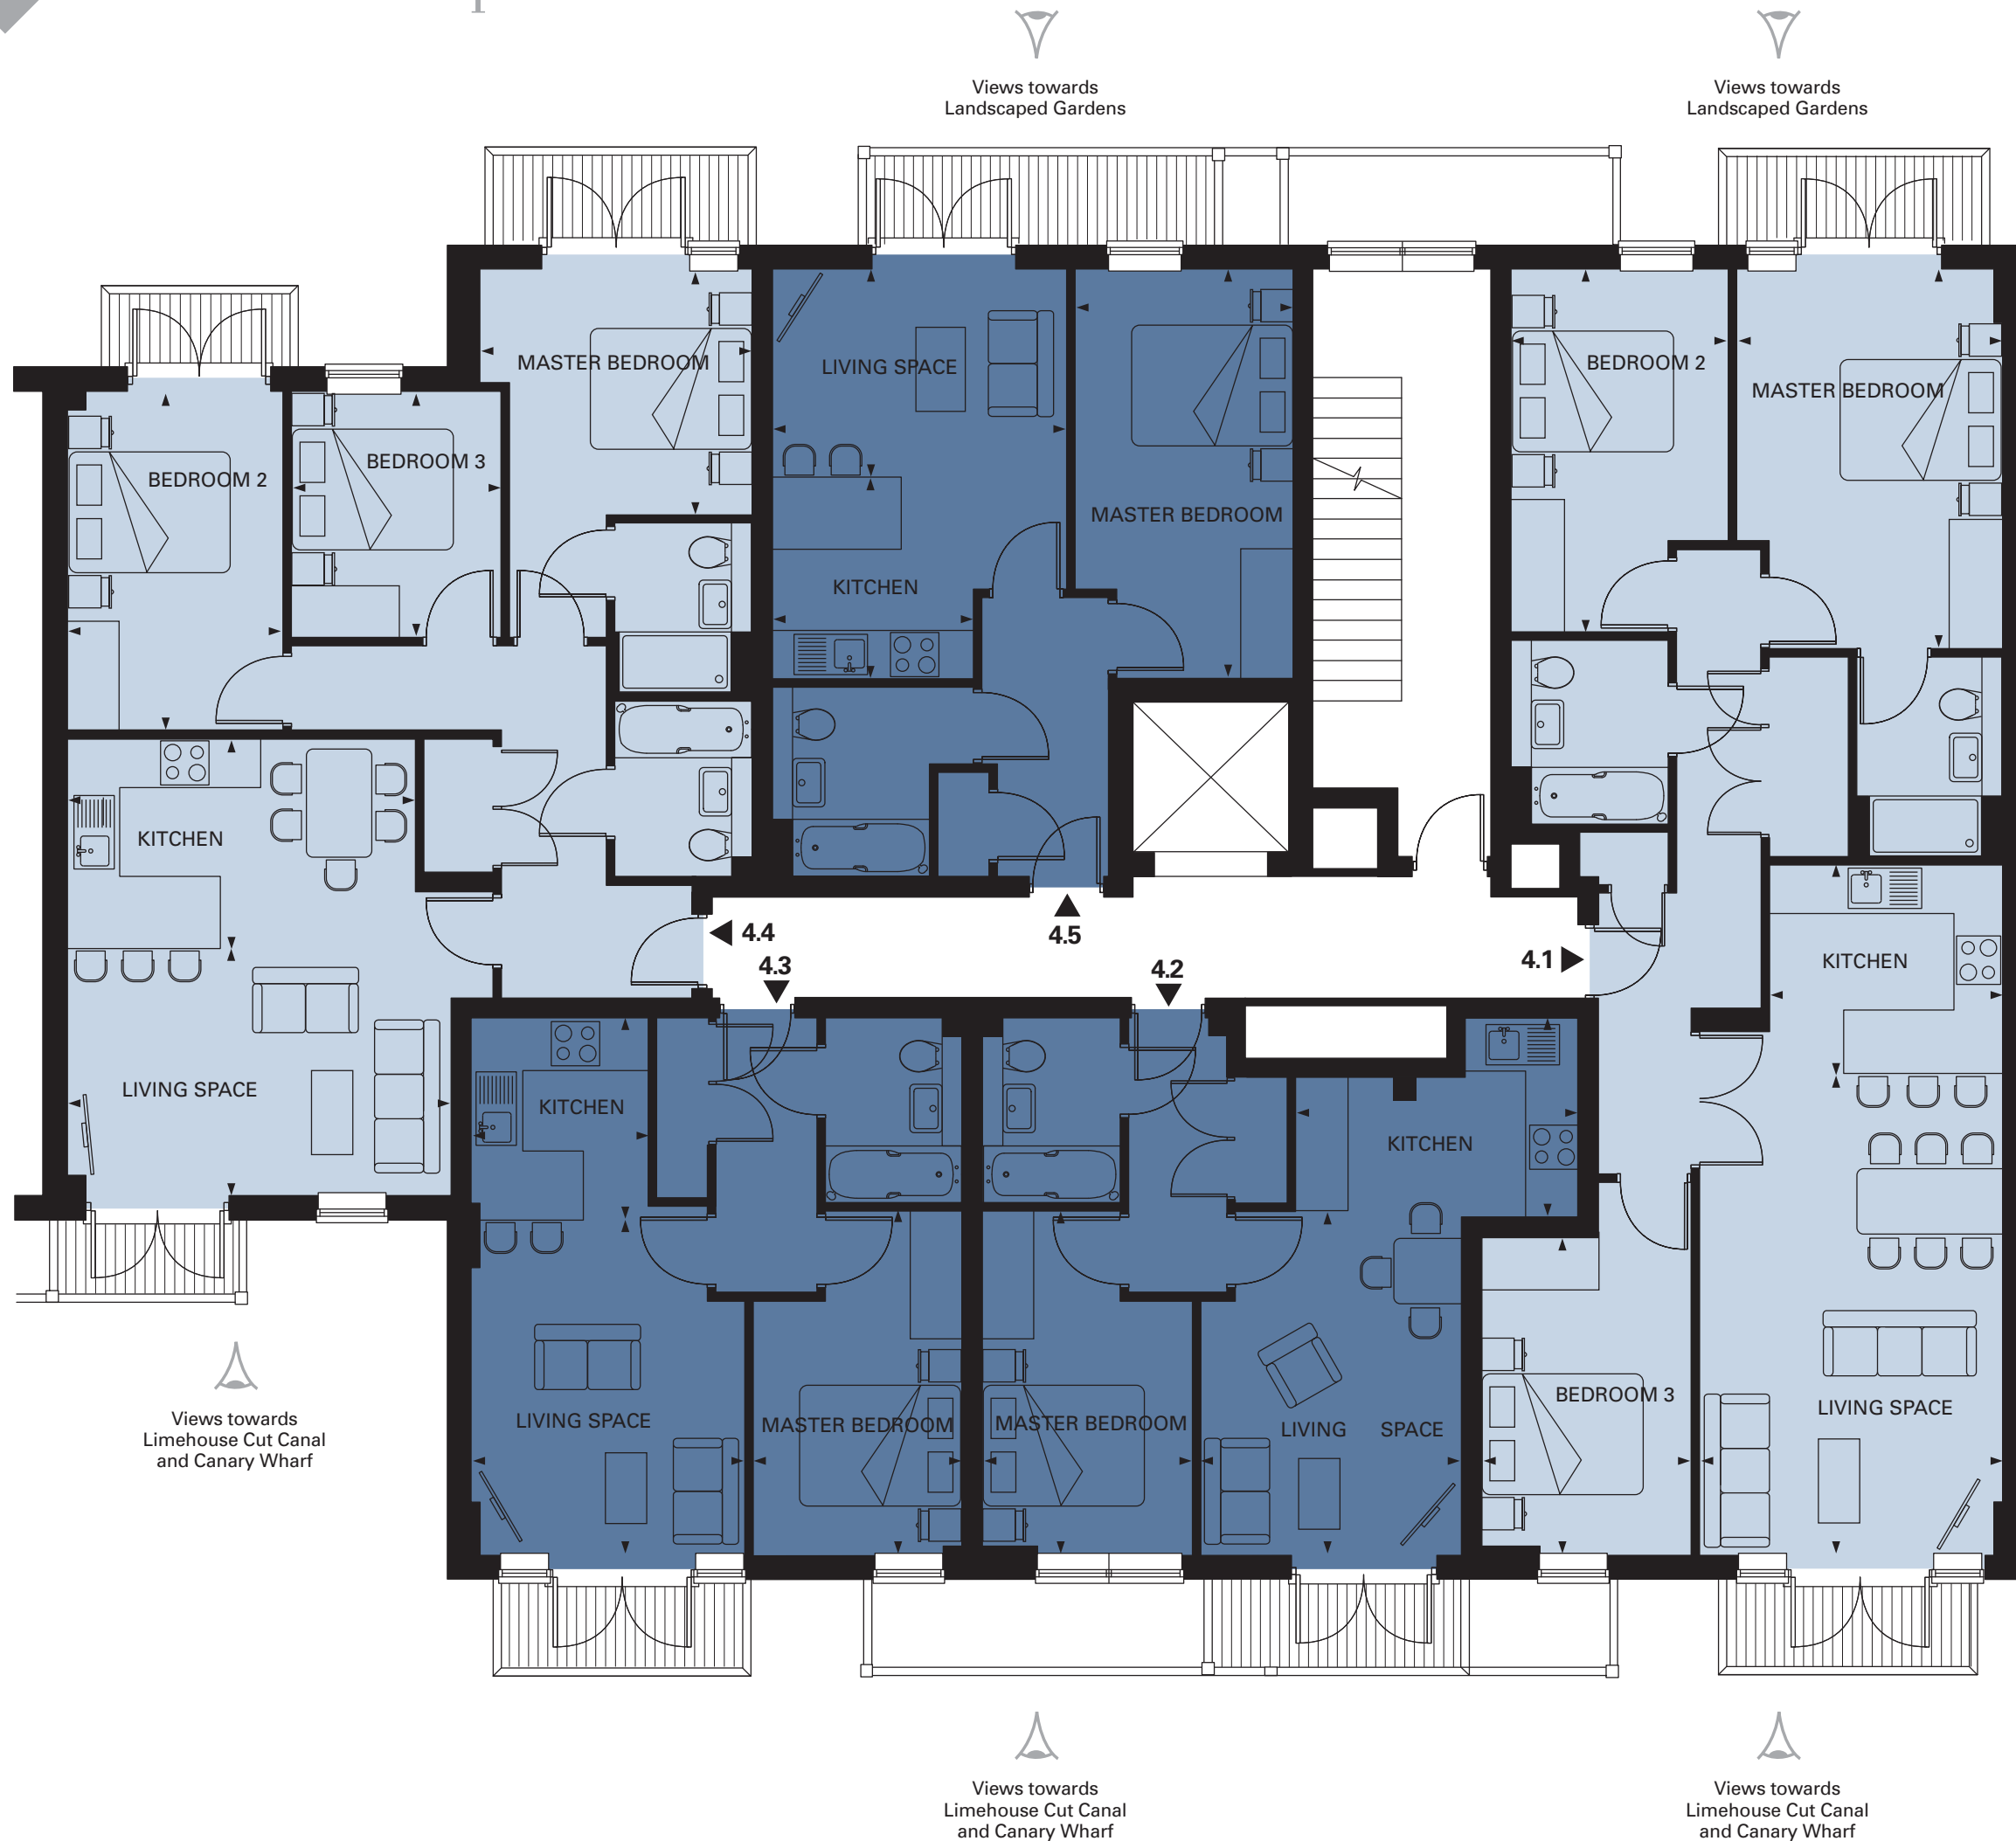 Views towards
Landscaped Gardens
Views towards
Landscaped Gardens
MASTER BEDROOM
LIVING SPACE
BEDROOM 2
MASTER BEDROOM
BEDROOM 2
BEDROOM 3
MASTER BEDROOM
KITCHEN
KITCHEN
4.4
4.5
4.3
4.2
4.1
KITCHEN
LIVING SPACE
KITCHEN
KITCHEN
LIVING SPACE
MASTER BEDROOM
MASTER BEDROOM
LIVING SPACE
BEDROOM 3
LIVING SPACE
Views towards
Limehouse Cut Canal
and Canary Wharf
Views towards
Limehouse Cut Canal
and Canary Wharf
Views towards
Limehouse Cut Canal
and Canary Wharf